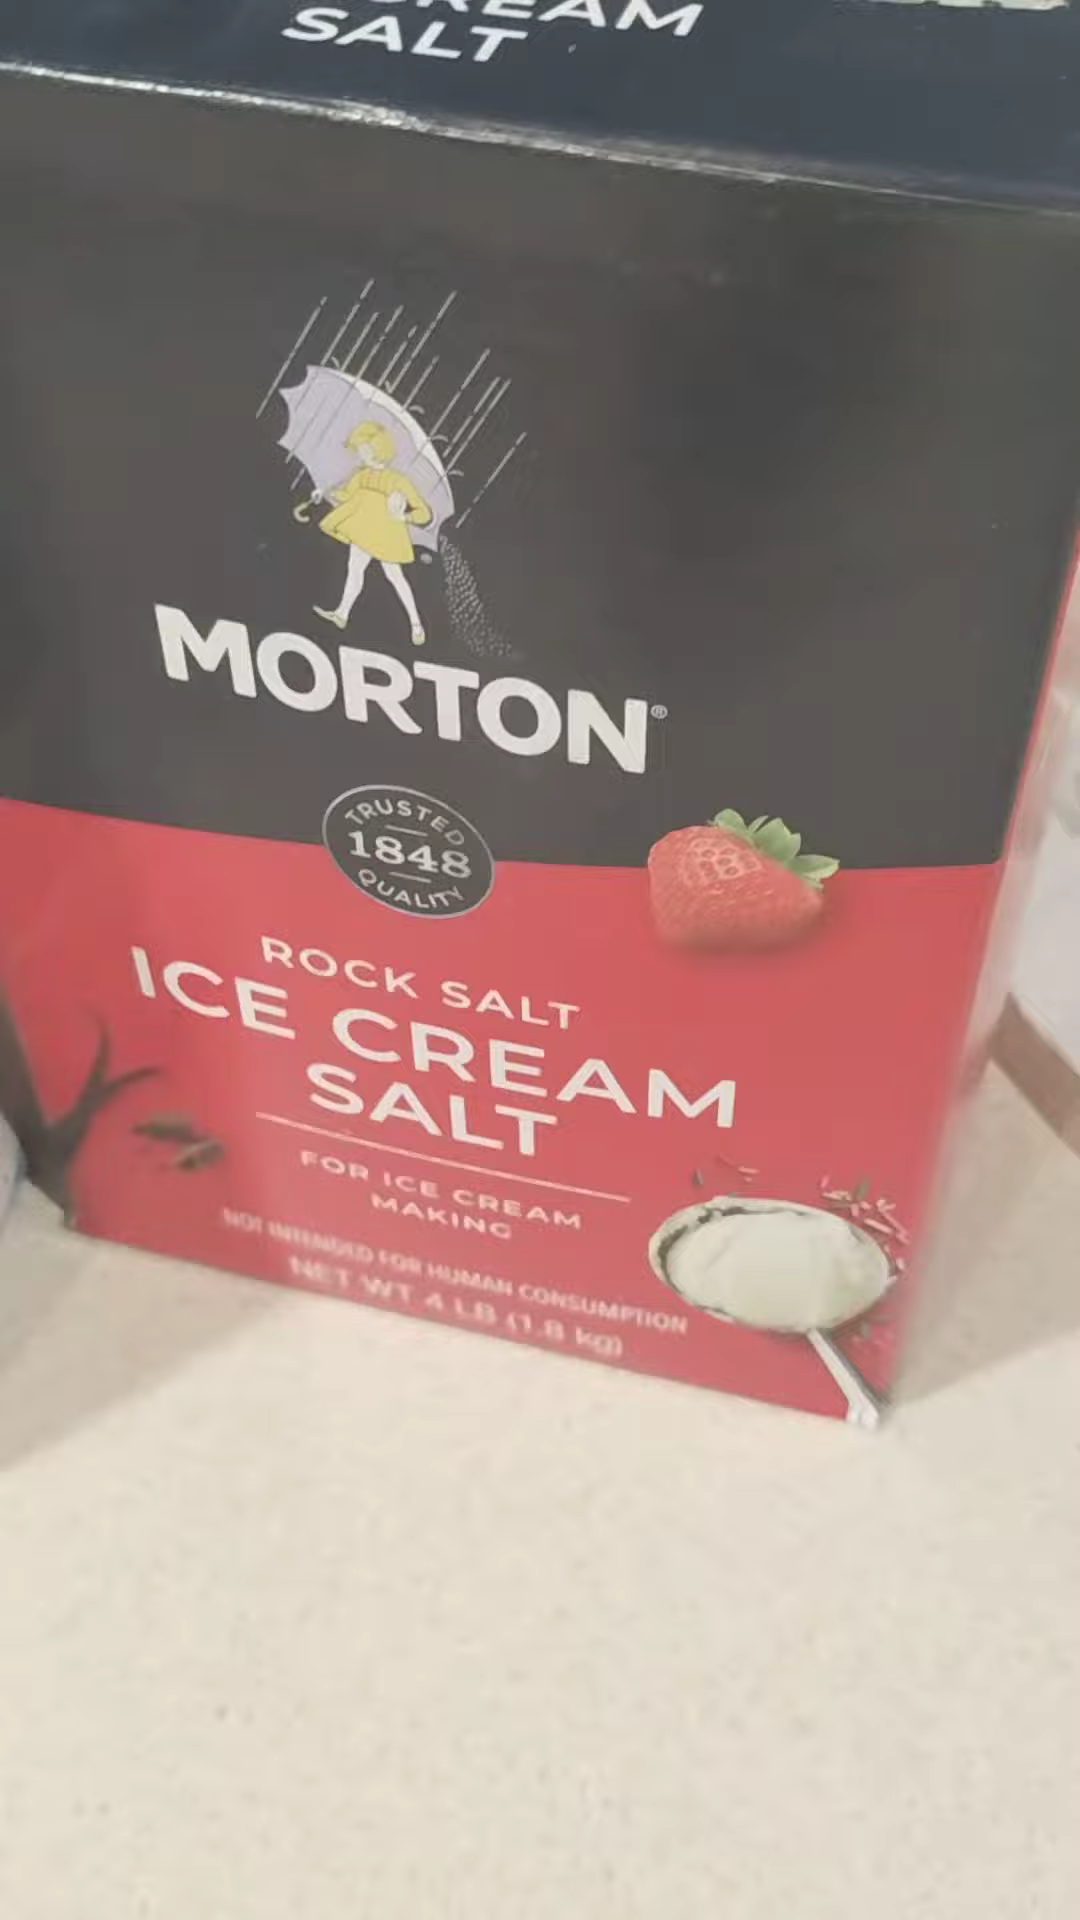 CREAM
SALT
MORTON®
TRUSTED
1848
QUALITY
ROCK SALT
ICE CREAM
SALT
FOR ICE CREAM
MAKING
NOT INTENDED FOR HUMAN CONSUMPTION
NET WT 4 LB (1.8 kg)